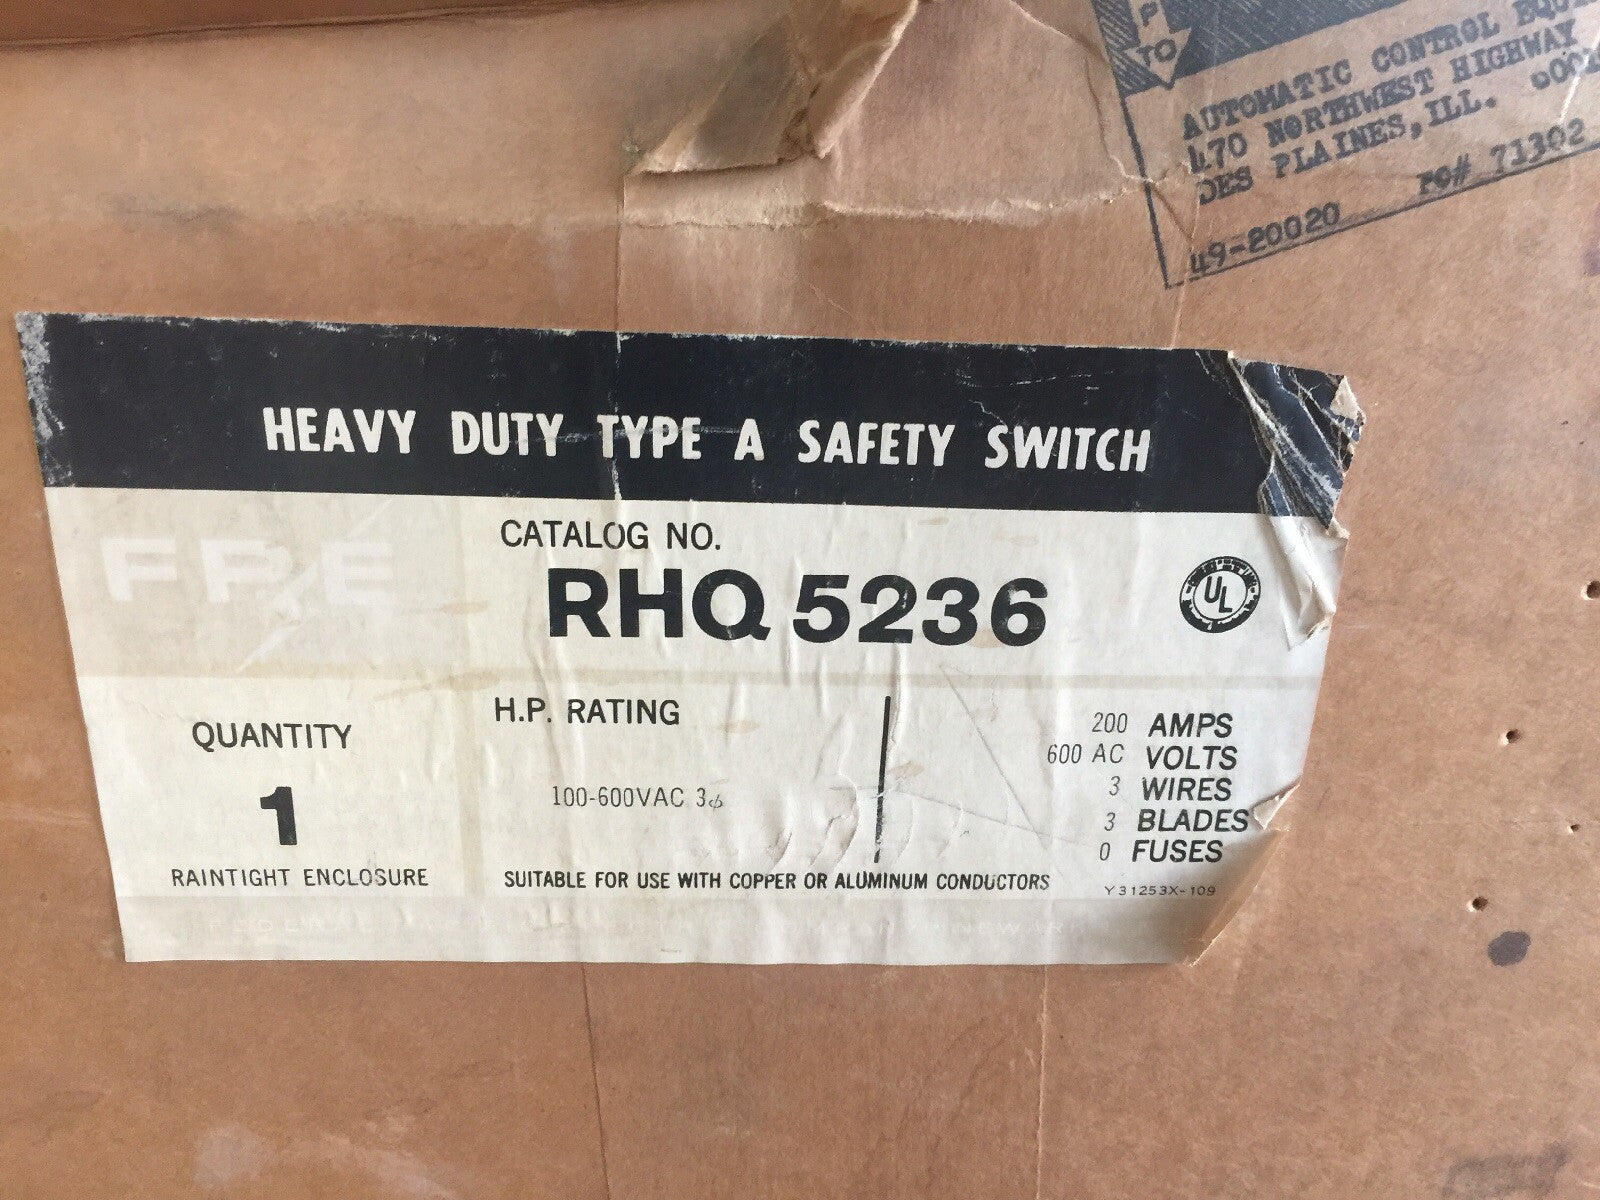 TO
AUTOMATIC CONTROL
470 NORTHWEST HIGHWAY
DES PLAINES, ILL.
49-20020 PO# 71302
HEAVY DUTY TYPE A SAFETY SWITCH
FPE
CATALOG NO.
RHQ 5236
UL
QUANTITY
1
RAINTIGHT ENCLOSURE
H.P. RATING
100-600VAC 3ϕ
SUITABLE FOR USE WITH COPPER OR ALUMINUM CONDUCTORS
200 AMPS
600 AC VOLTS
3 WIRES
3 BLADES
0 FUSES
Y31253X-109